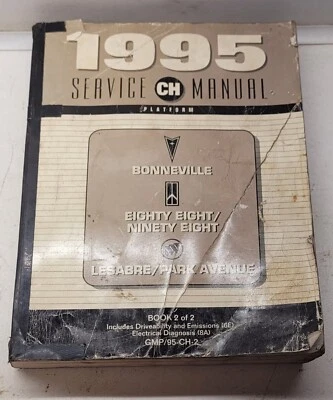 1995
SERVICE CH MANUAL
PLATFORM
BONNEVILLE
EIGHTY EIGHT/
NINETY EIGHT
LESABRE/PARK AVENUE
BOOK 2 of 2
Includes Driveability and Emissions (6E)
Electrical Diagnosis (8A)
GMP/95-CH-2